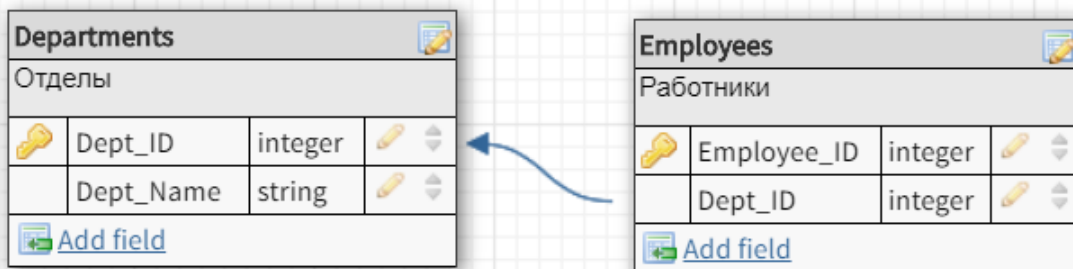 Departments
Отделы
Dept_ID integer
Dept_Name string
Add field
Employees
Работники
Employee_ID integer
Dept_ID integer
Add field